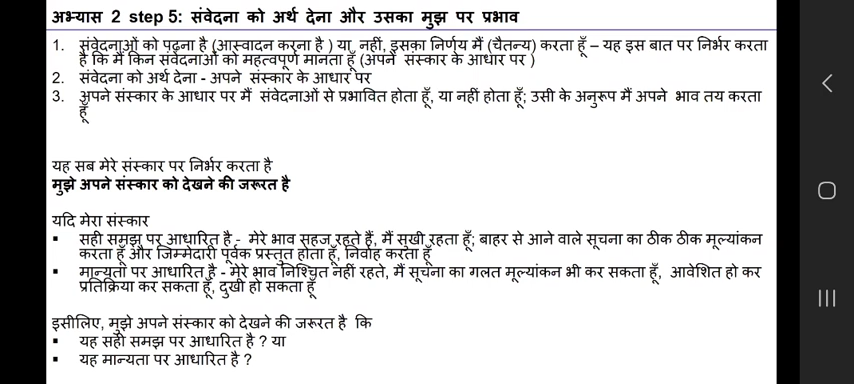 अभ्यास 2 step 5: संवेदना को अर्थ देना और उसका मुझ पर प्रभाव
1. संवेदनाओं को पढ़ना है (आस्वादन करना है ) या नहीं, इसका निर्णय मैं (चैतन्य) करता हूँ – यह इस बात पर निर्भर करता
है कि मैं किन संवेदनाओं को महत्वपूर्ण मानता हूँ (अपने संस्कार के आधार पर )
2. संवेदना को अर्थ देना - अपने संस्कार के आधार पर
3. अपने संस्कार के आधार पर मैं संवेदनाओं से प्रभावित होता हूँ, या नहीं होता हूँ; उसी के अनुरूप मैं अपने भाव तय करता
हूँ
यह सब मेरे संस्कार पर निर्भर करता है
मुझे अपने संस्कार को देखने की जरूरत है
यदि मेरा संस्कार
▪ सही समझ पर आधारित है - मेरे भाव सहज रहते हैं, मैं सुखी रहता हूँ; बाहर से आने वाले सूचना का ठीक ठीक मूल्यांकन
करता हूँ और जिम्मेदारी पूर्वक प्रस्तुत होता हूँ, निर्वाह करता हूँ
▪ मान्यता पर आधारित है - मेरे भाव निश्चित नहीं रहते, मैं सूचना का गलत मूल्यांकन भी कर सकता हूँ, आवेशित हो कर
प्रतिक्रिया कर सकता हूँ, दुखी हो सकता हूँ
इसीलिए, मुझे अपने संस्कार को देखने की जरूरत है कि
▪ यह सही समझ पर आधारित है ? या
▪ यह मान्यता पर आधारित है ?